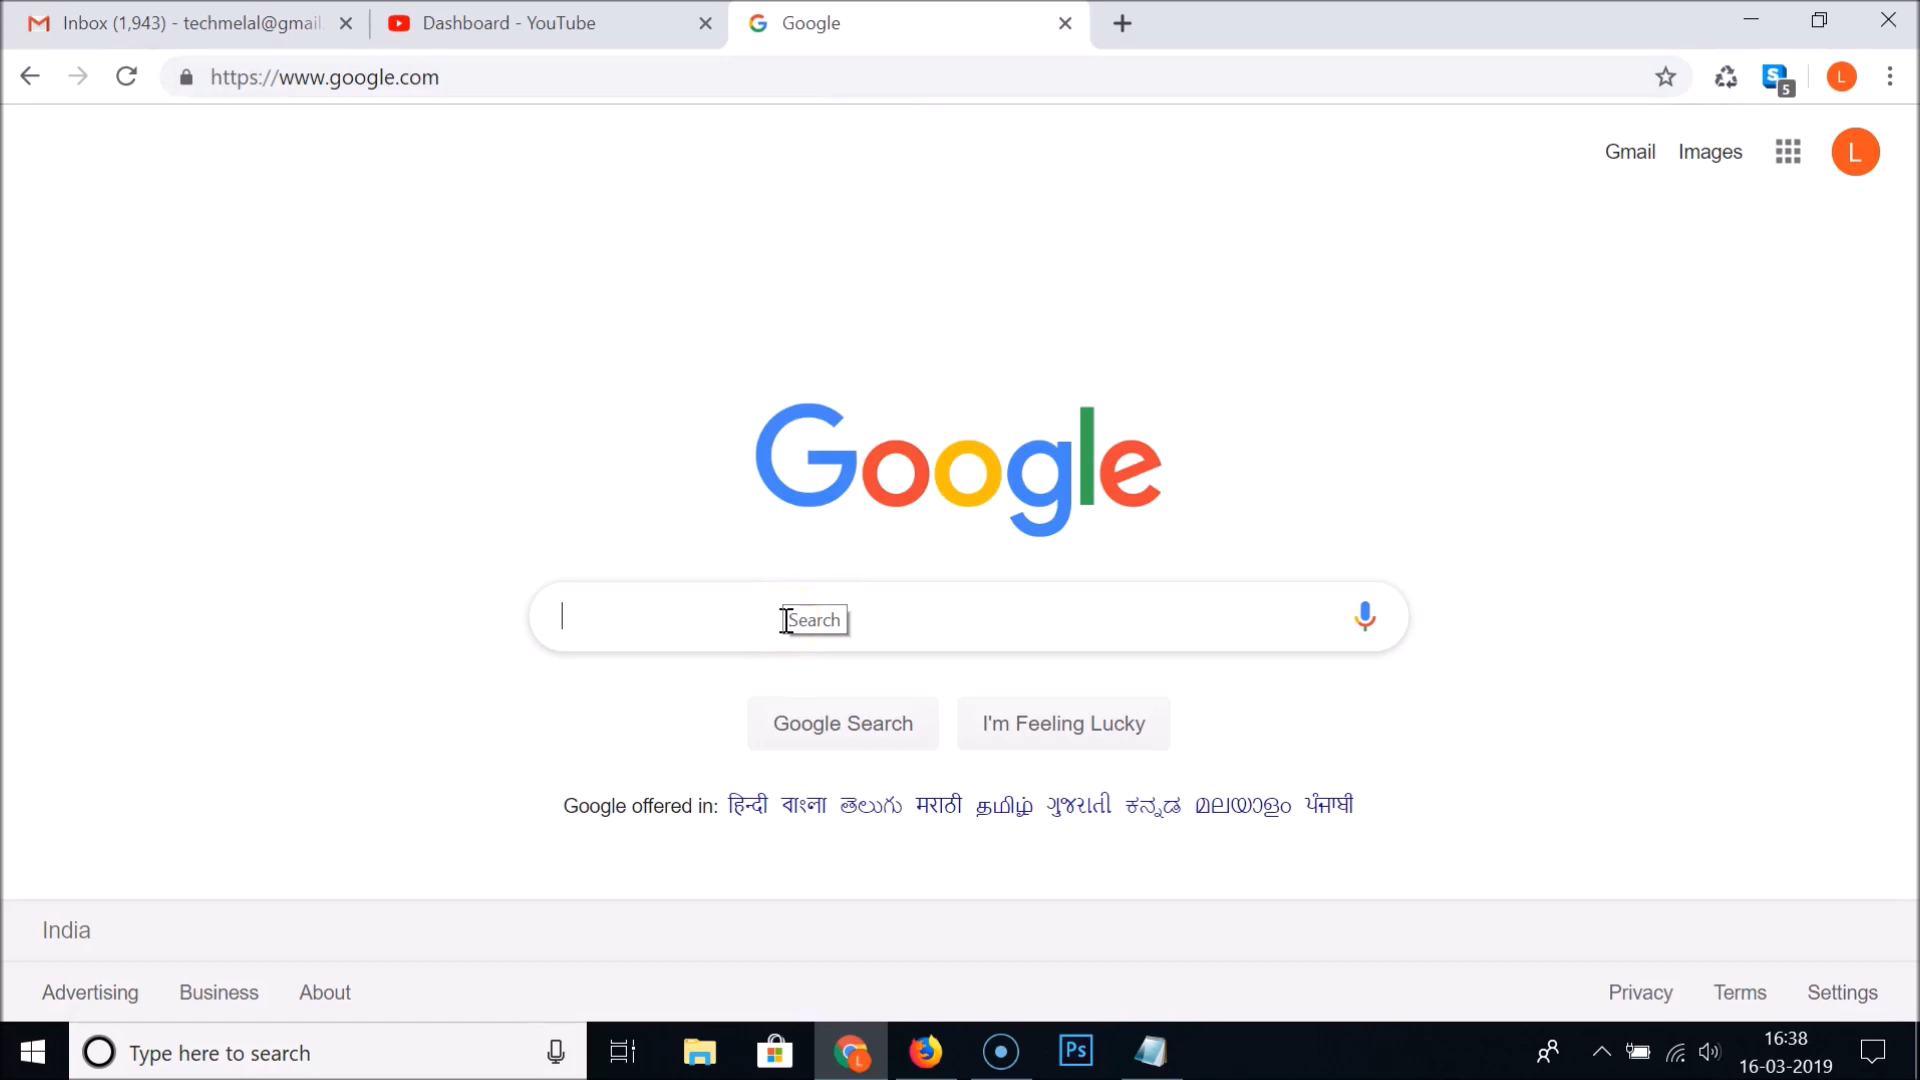 Inbox (1,943) - techmelal@gmail. Dashboard - YouTube Google
https://www.google.com S 5 L
Gmail Images L
Google
Search
Google Search I'm Feeling Lucky
Google offered in: हिन्दी বাংলা తెలుగు मराठी தமிழ் ગુજરાતી ಕನ್ನಡ മലയാളം ਪੰਜਾਬੀ
India
Advertising Business About Privacy Terms Settings
Type here to search L Ps 16:38
16-03-2019